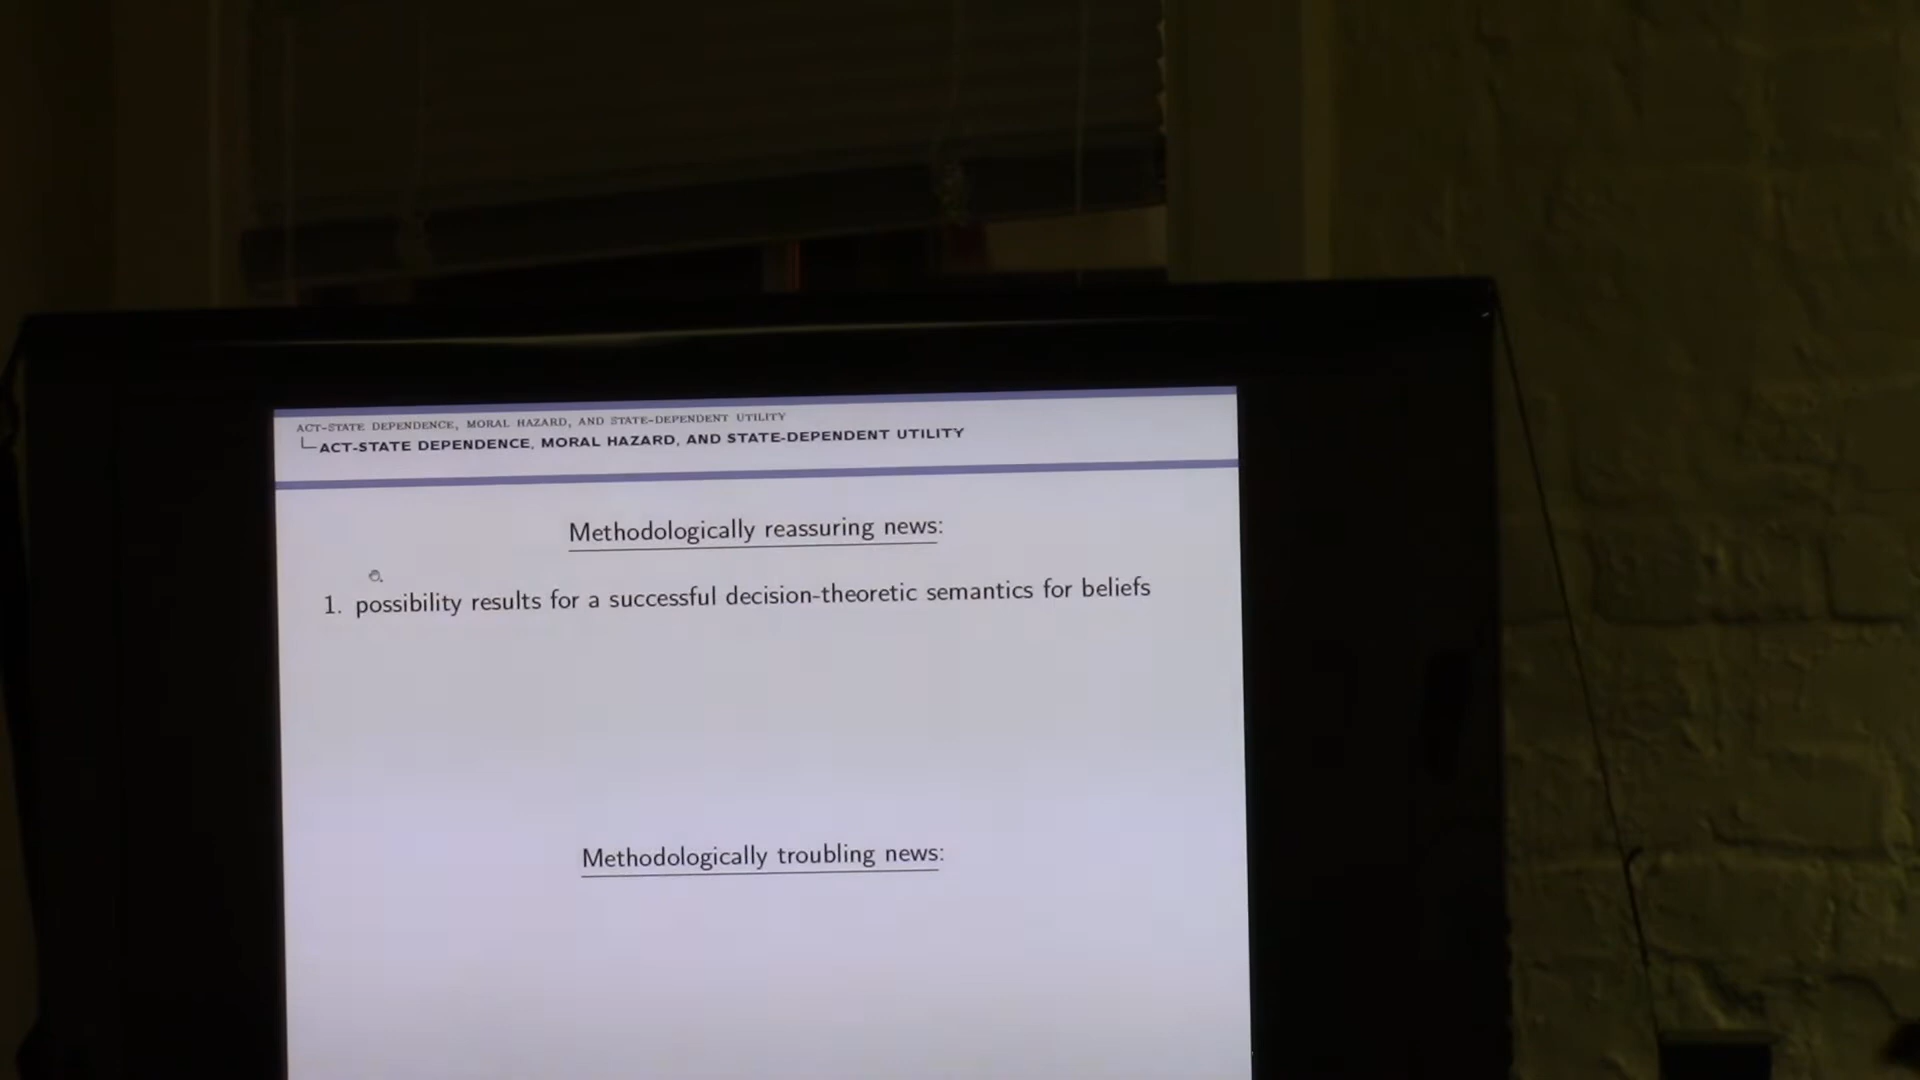 ACT-STATE DEPENDENCE, MORAL HAZARD, AND STATE-DEPENDENT UTILITY
ACT-STATE DEPENDENCE, MORAL HAZARD, AND STATE-DEPENDENT UTILITY
Methodologically reassuring news:
1. possibility results for a successful decision-theoretic semantics for beliefs
Methodologically troubling news: